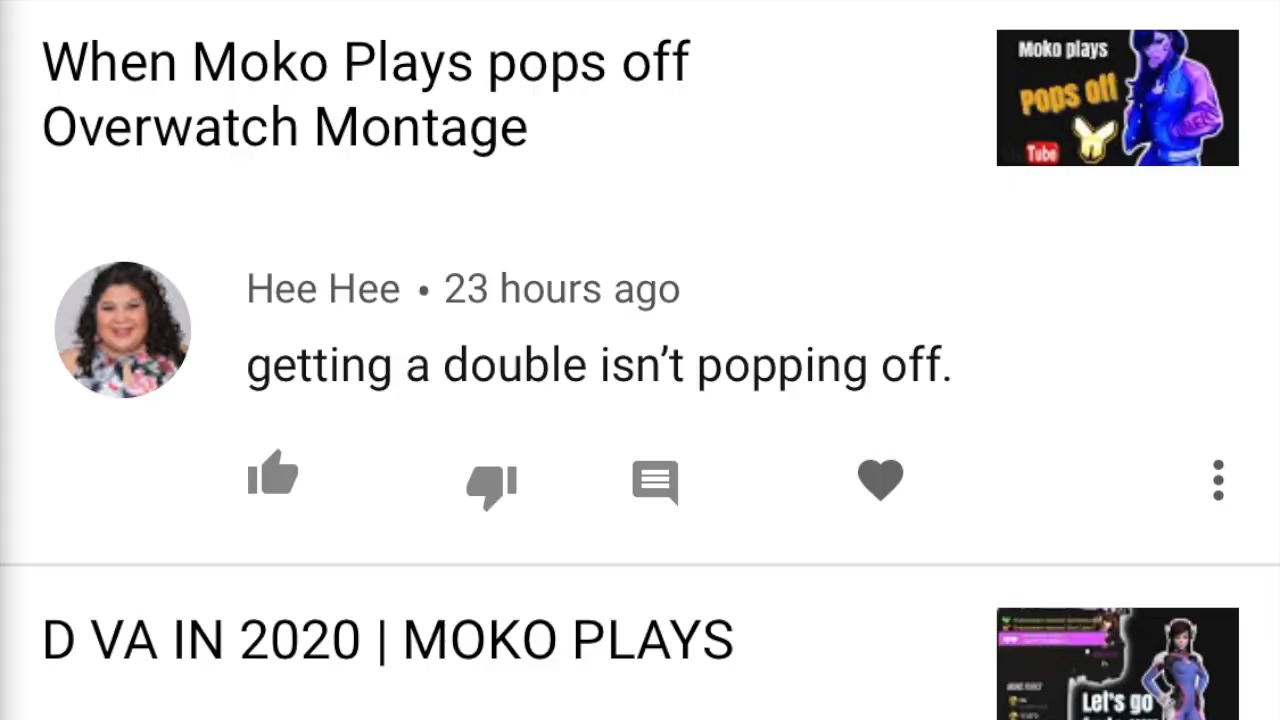 When Moko Plays pops off
Overwatch Montage
Moko plays
Pops off
Tube
Hee Hee • 23 hours ago
getting a double isn't popping off.
D VA IN 2020 | MOKO PLAYS
Let's go